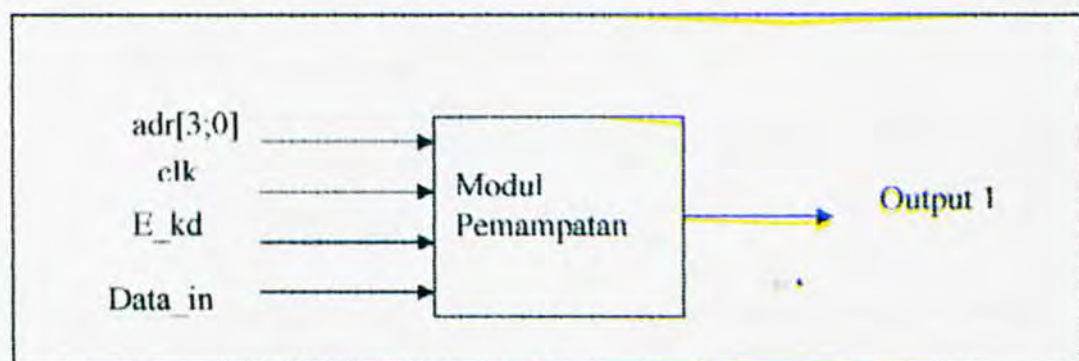 adr[3;0]
clk
E_kd
Data_in
Modul
Pemampatan
Output 1